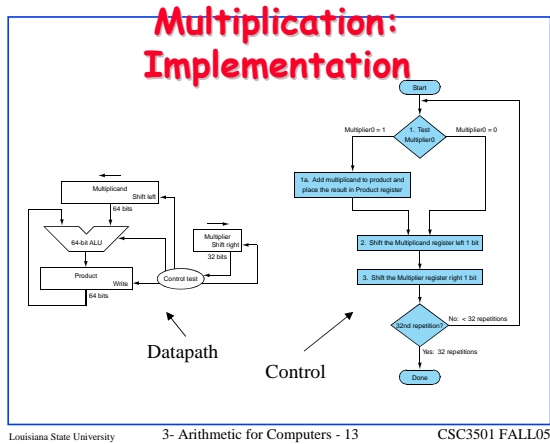 Multiplication:
Implementation
Start
Multiplier0 = 1
1. Test
Multiplier0
Multiplier0 = 0
1a. Add multiplicand to product and
place the result in Product register
2. Shift the Multiplicand register left 1 bit
3. Shift the Multiplier register right 1 bit
32nd repetition?
No: < 32 repetitions
Yes: 32 repetitions
Done
Multiplicand
Shift left
64 bits
64-bit ALU
Multiplier
Shift right
32 bits
Product
Write
Control test
64 bits
Datapath
Control
Louisiana State University
3- Arithmetic for Computers - 13
CSC3501 FALL05